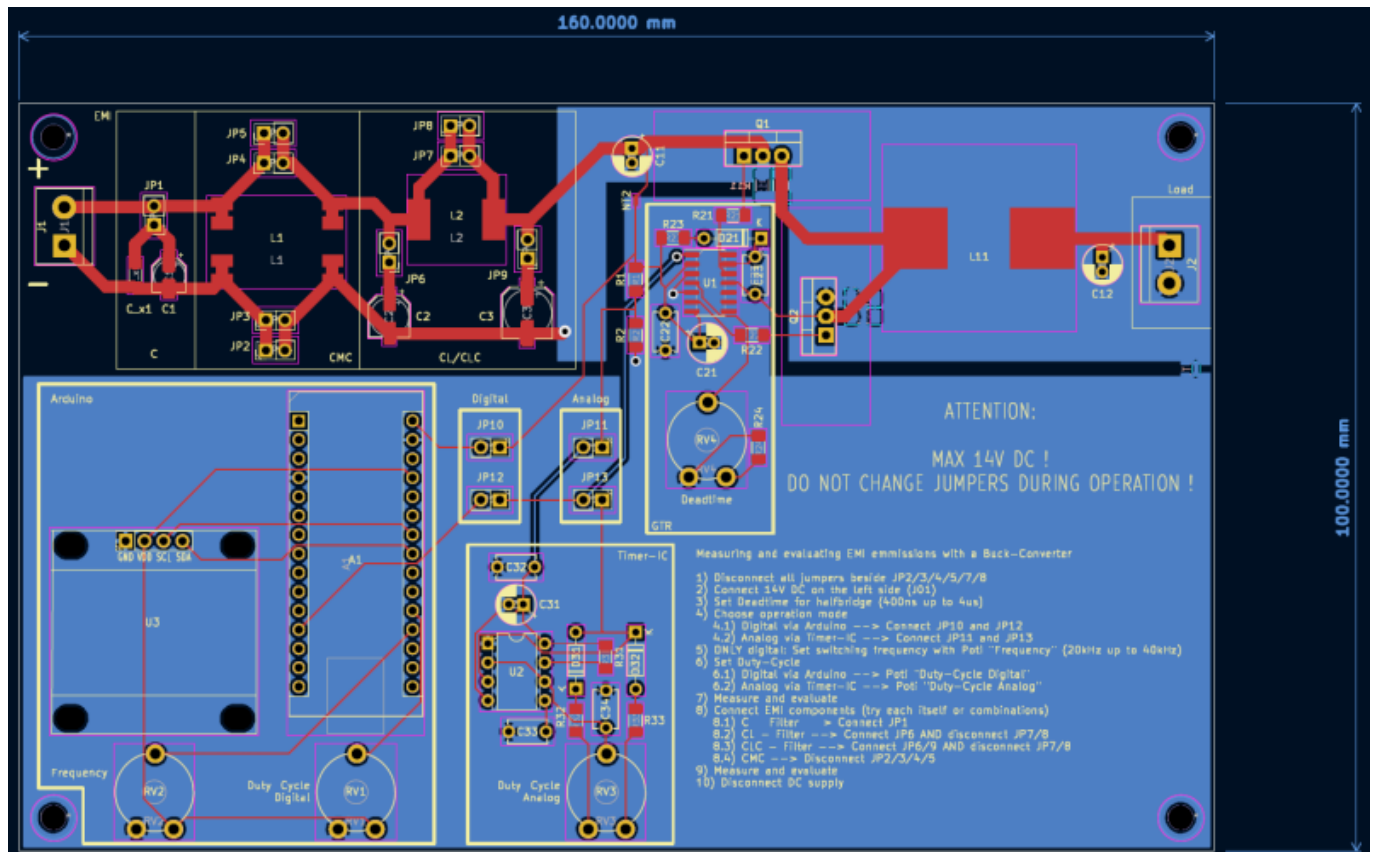 160.0000 mm
100.0000 mm
EMI
+
−
J1
JP1
C_x1 C1
C
JP5
JP4
L1
L1
JP3
JP2
CMC
JP8
JP7
L2
L2
JP6
JP9
C2
C3
CL/CLC
C11
Q1
R21
R23
D21
K
U1
R1
R2
C22
C23
C21
R22
Q2
RV4
R24
Deadtime
GTR
L11
C12
Load
J2
Arduino
A1
GND VDD SCL SDA
U3
Frequency
RV2
Duty Cycle
Digital
RV1
Digital
JP10
JP12
Analog
JP11
JP13
Timer-IC
C32
C31
U2
D31
R31
D32
K
R32
C34
R33
C33
Duty Cycle
Analog
RV3
ATTENTION:
MAX 14V DC !
DO NOT CHANGE JUMPERS DURING OPERATION !
Measuring and evaluating EMI emmissions with a Buck-Converter
1) Disconnect all jumpers beside JP2/3/4/5/7/8
2) Connect 14V DC on the left side (J01)
3) Set Deadtime for halfbridge (400ns up to 4us)
4) Choose operation mode
4.1) Digital via Arduino --> Connect JP10 and JP12
4.2) Analog via Timer-IC --> Connect JP11 and JP13
5) ONLY digital: Set switching frequency with Poti "Frequency" (20kHz up to 40kHz)
6) Set Duty-Cycle
6.1) Digital via Arduino --> Poti "Duty-Cycle Digital"
6.2) Analog via Timer-IC --> Poti "Duty-Cycle Analog"
7) Measure and evaluate
8) Connect EMI components (try each itself or combinations)
8.1) C Filter > Connect JP1
8.2) CL - Filter --> Connect JP6 AND disconnect JP7/8
8.3) CLC - Filter --> Connect JP6/9 AND disconnect JP7/8
8.4) CMC --> Disconnect JP2/3/4/5
9) Measure and evaluate
10) Disconnect DC supply